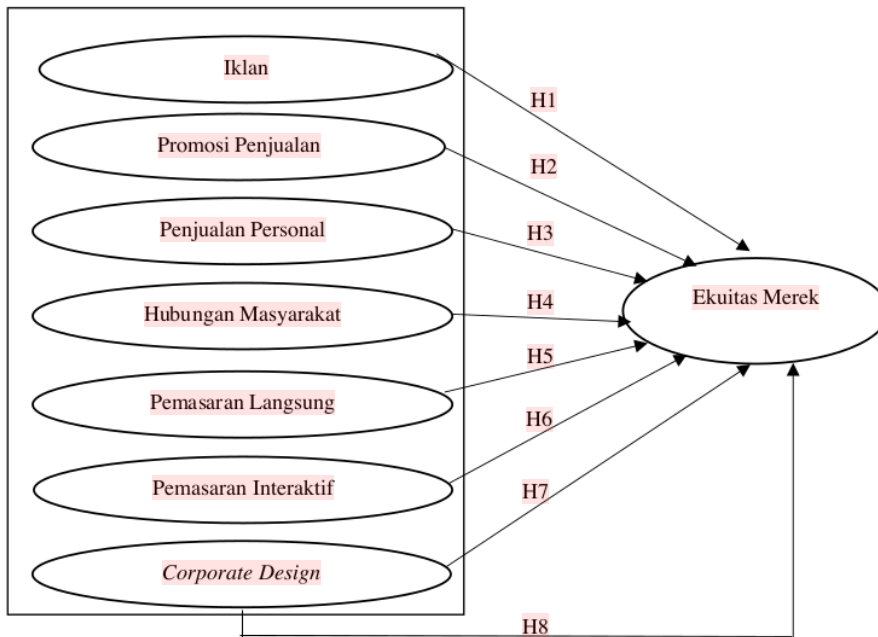 Iklan
H1
Promosi Penjualan
H2
Penjualan Personal
H3
Hubungan Masyarakat
H4
Ekuitas Merek
Pemasaran Langsung
H5
Pemasaran Interaktif
H6
Corporate Design
H7
H8